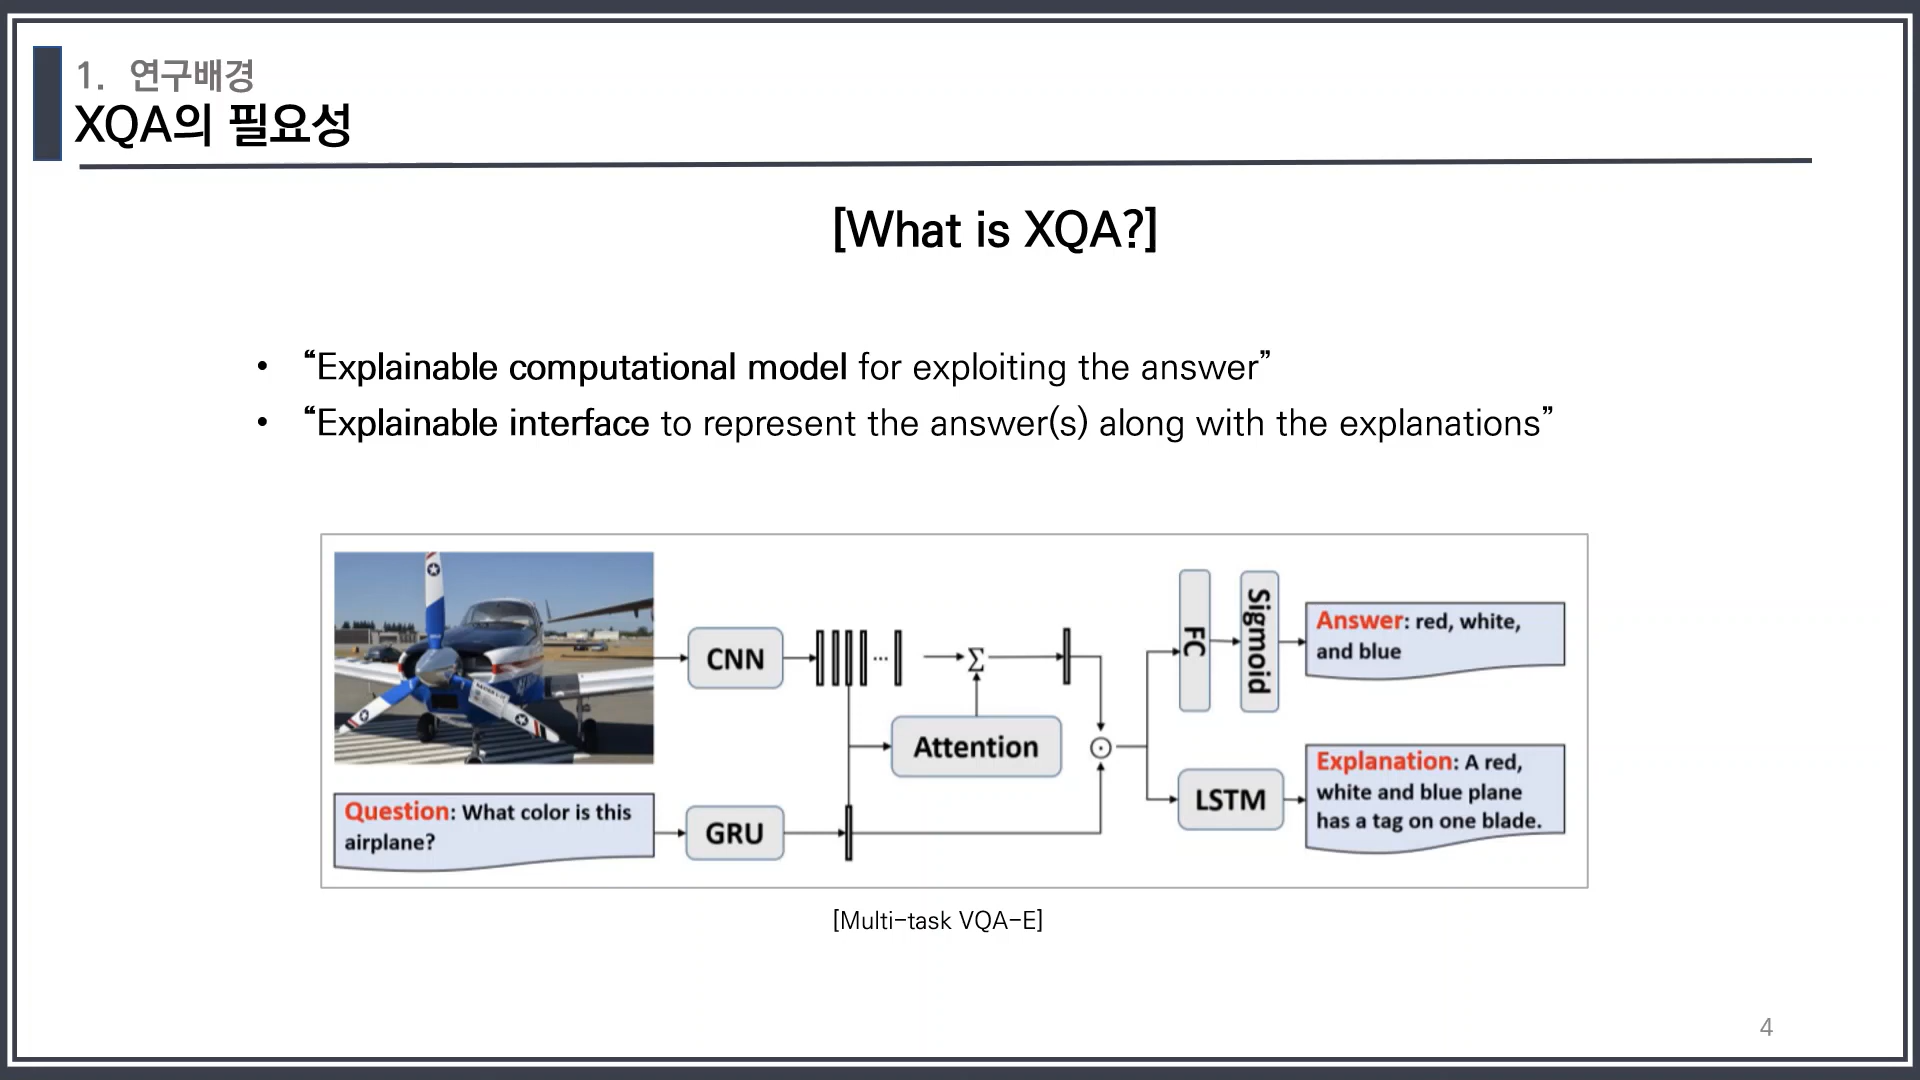 1. 연구배경
XQA의 필요성
[What is XQA?]
• “Explainable computational model for exploiting the answer”
• “Explainable interface to represent the answer(s) along with the explanations”
CNN
...
Σ
Attention
FC
Sigmoid
Answer: red, white,
and blue
Question: What color is this
airplane?
GRU
LSTM
Explanation: A red,
white and blue plane
has a tag on one blade.
[Multi-task VQA-E]
4